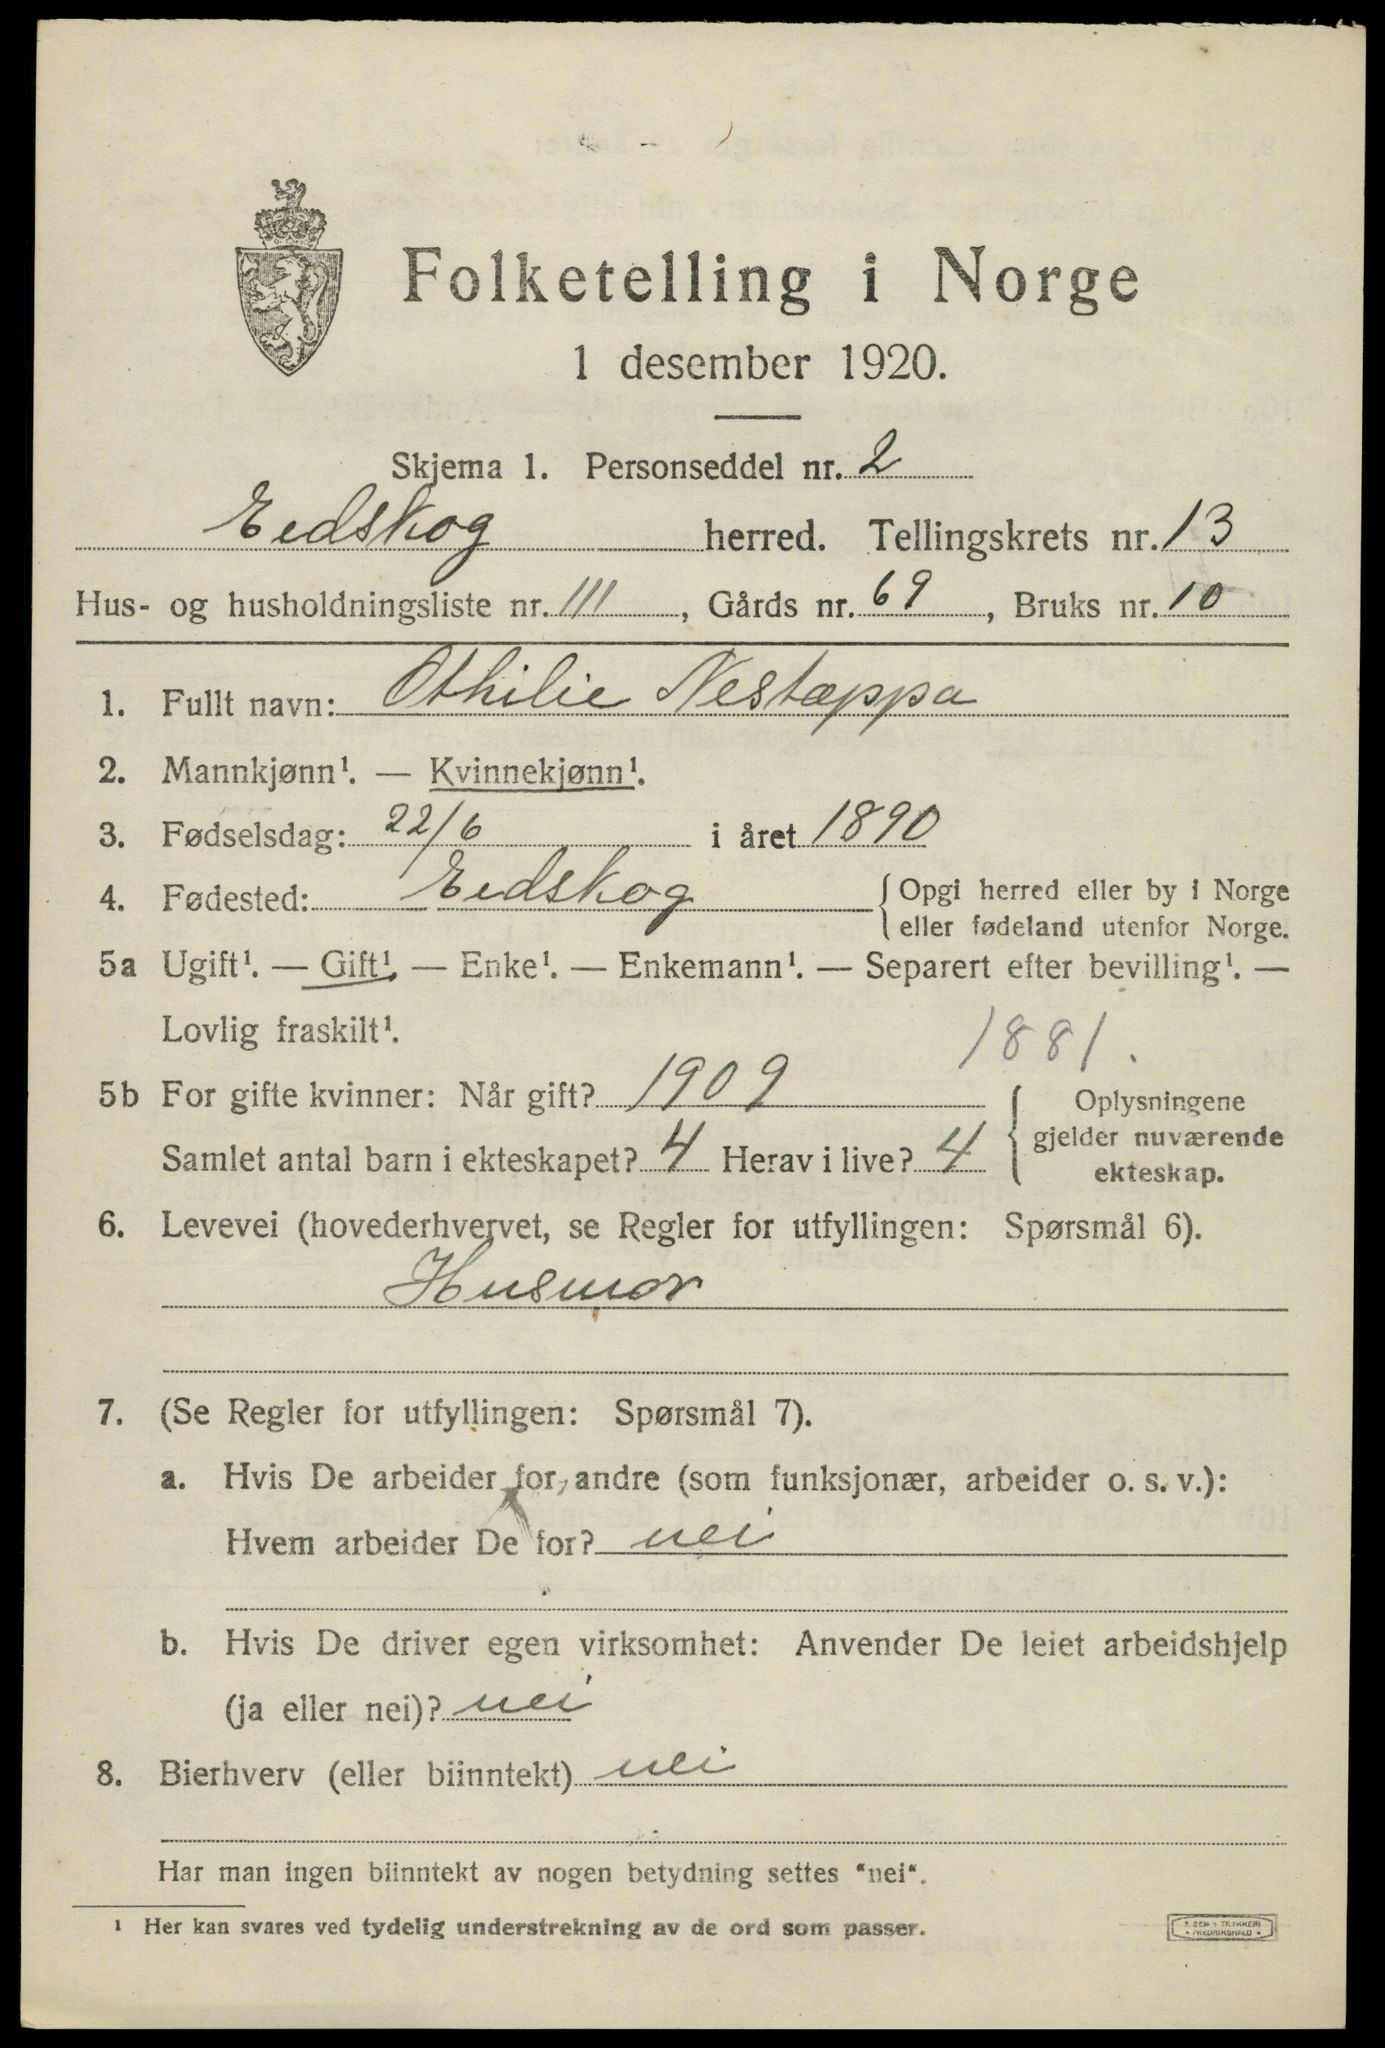 Folketelling i Norge
1 desember 1920.
Skjema 1. Personseddel nr. 2
Eidskog herred. Tellingskrets nr. 13
Hus- og husholdningsliste nr. 111, Gårds nr. 69, Bruks nr. 10
1. Fullt navn: Othilie Nestæppa
2. Mannkjønn¹. — Kvinnekjønn¹.
3. Fødselsdag: 22/6 i året 1890
4. Fødested: Eidskog {Opgi herred eller by i Norge
eller fødeland utenfor Norge.
5a Ugift¹. — Gift¹. — Enke¹. — Enkemann¹. — Separert efter bevilling¹. —
Lovlig fraskilt¹. 1881.
5b For gifte kvinner: Når gift? 1909 { Oplysningene
gjelder nuværende
Samlet antal barn i ekteskapet? 4 Herav i live? 4
ekteskap.
6. Levevei (hovederhvervet, se Regler for utfyllingen: Spørsmål 6).
Husmor
7. (Se Regler for utfyllingen: Spørsmål 7).
a. Hvis De arbeider for andre (som funksjonær, arbeider o. s. v.):
Hvem arbeider De for? nei
b. Hvis De driver egen virksomhet: Anvender De leiet arbeidshjelp
(ja eller nei)? nei
8. Bierhverv (eller biinntekt) nei
Har man ingen biinntekt av nogen betydning settes "nei".
¹ Her kan svares ved tydelig understrekning av de ord som passer.